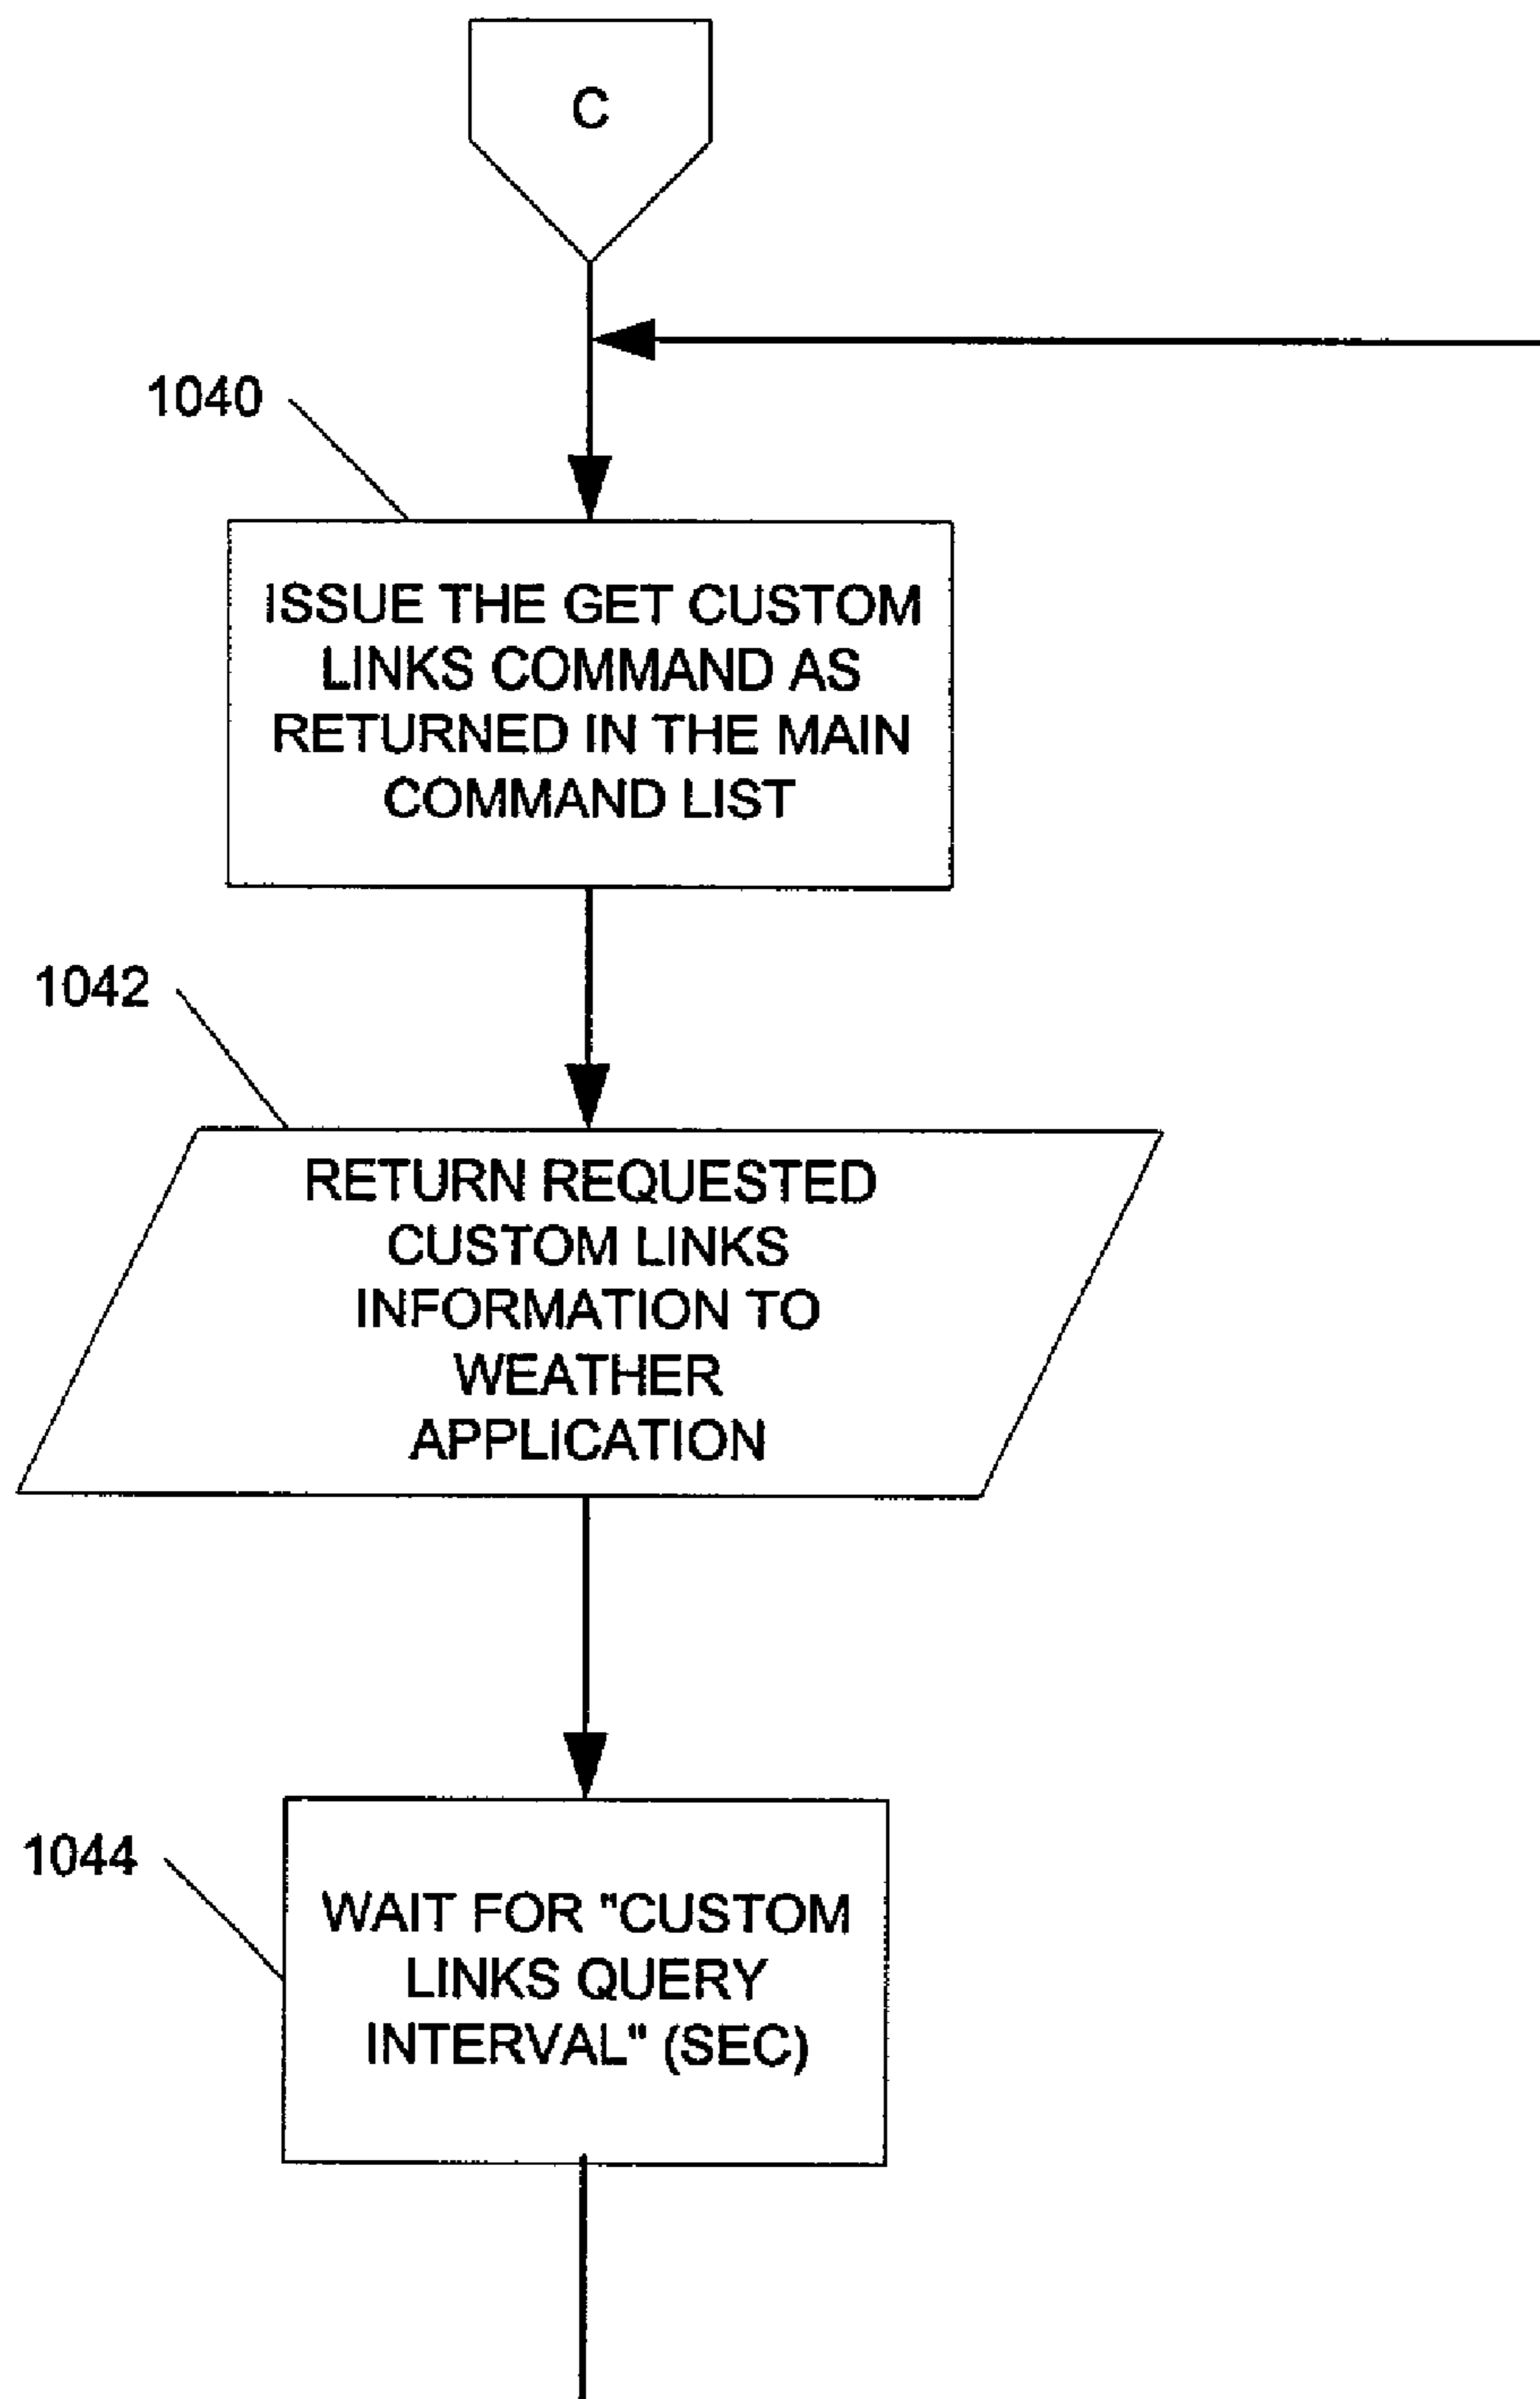 C
1040
ISSUE THE GET CUSTOM
LINKS COMMAND AS
RETURNED IN THE MAIN
COMMAND LIST
1042
RETURN REQUESTED
CUSTOM LINKS
INFORMATION TO
WEATHER
APPLICATION
1044
WAIT FOR "CUSTOM
LINKS QUERY
INTERVAL" (SEC)